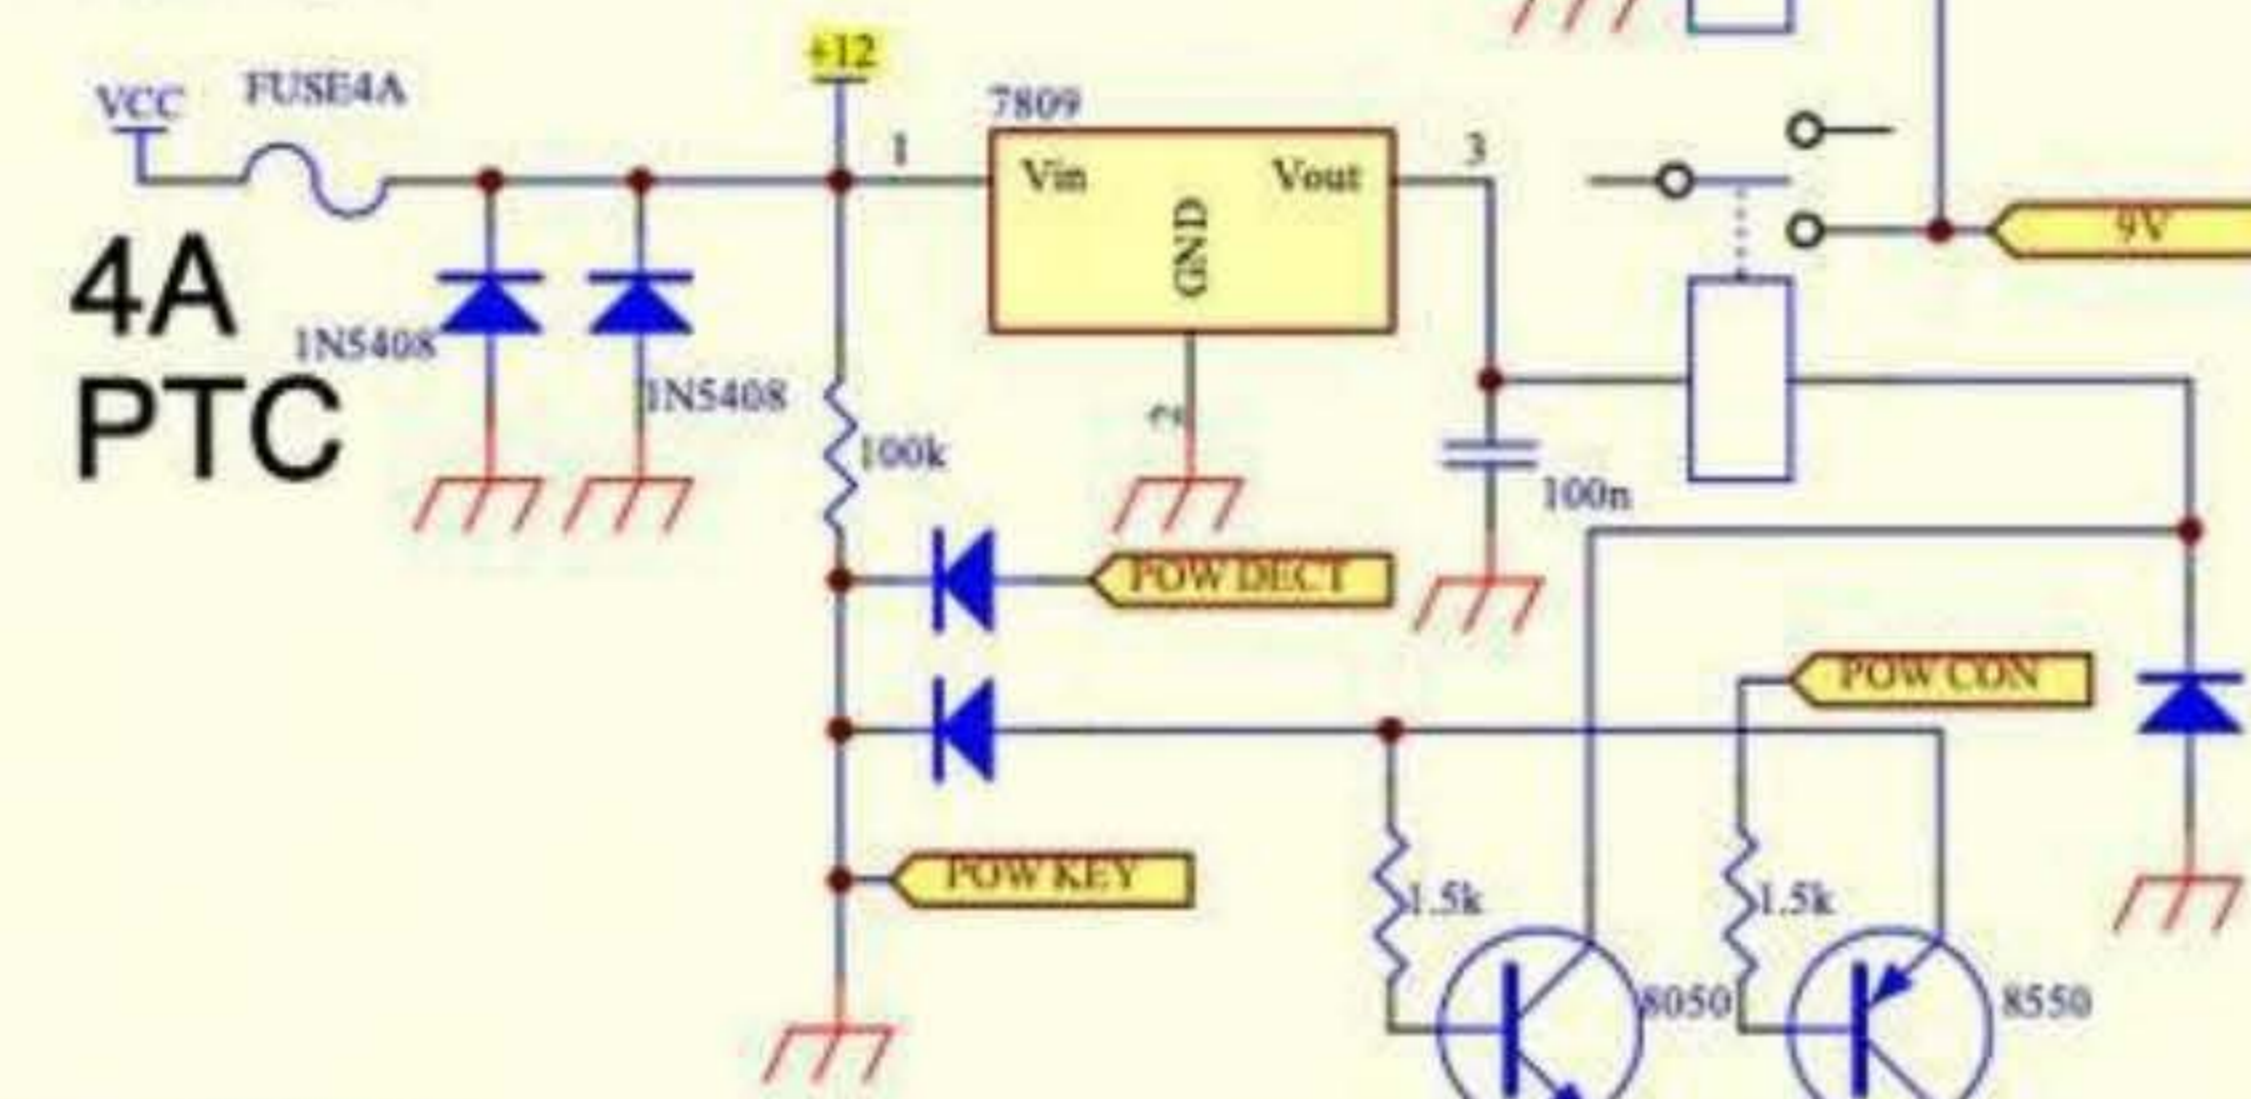 +12
VCC
FUSE4A
7809
1
3
Vin
Vout
GND
2
9V
4A
PTC
1N5408
1N5408
100k
100n
POW DECT
POW CON
POW KEY
1.5k
1.5k
8050
8550